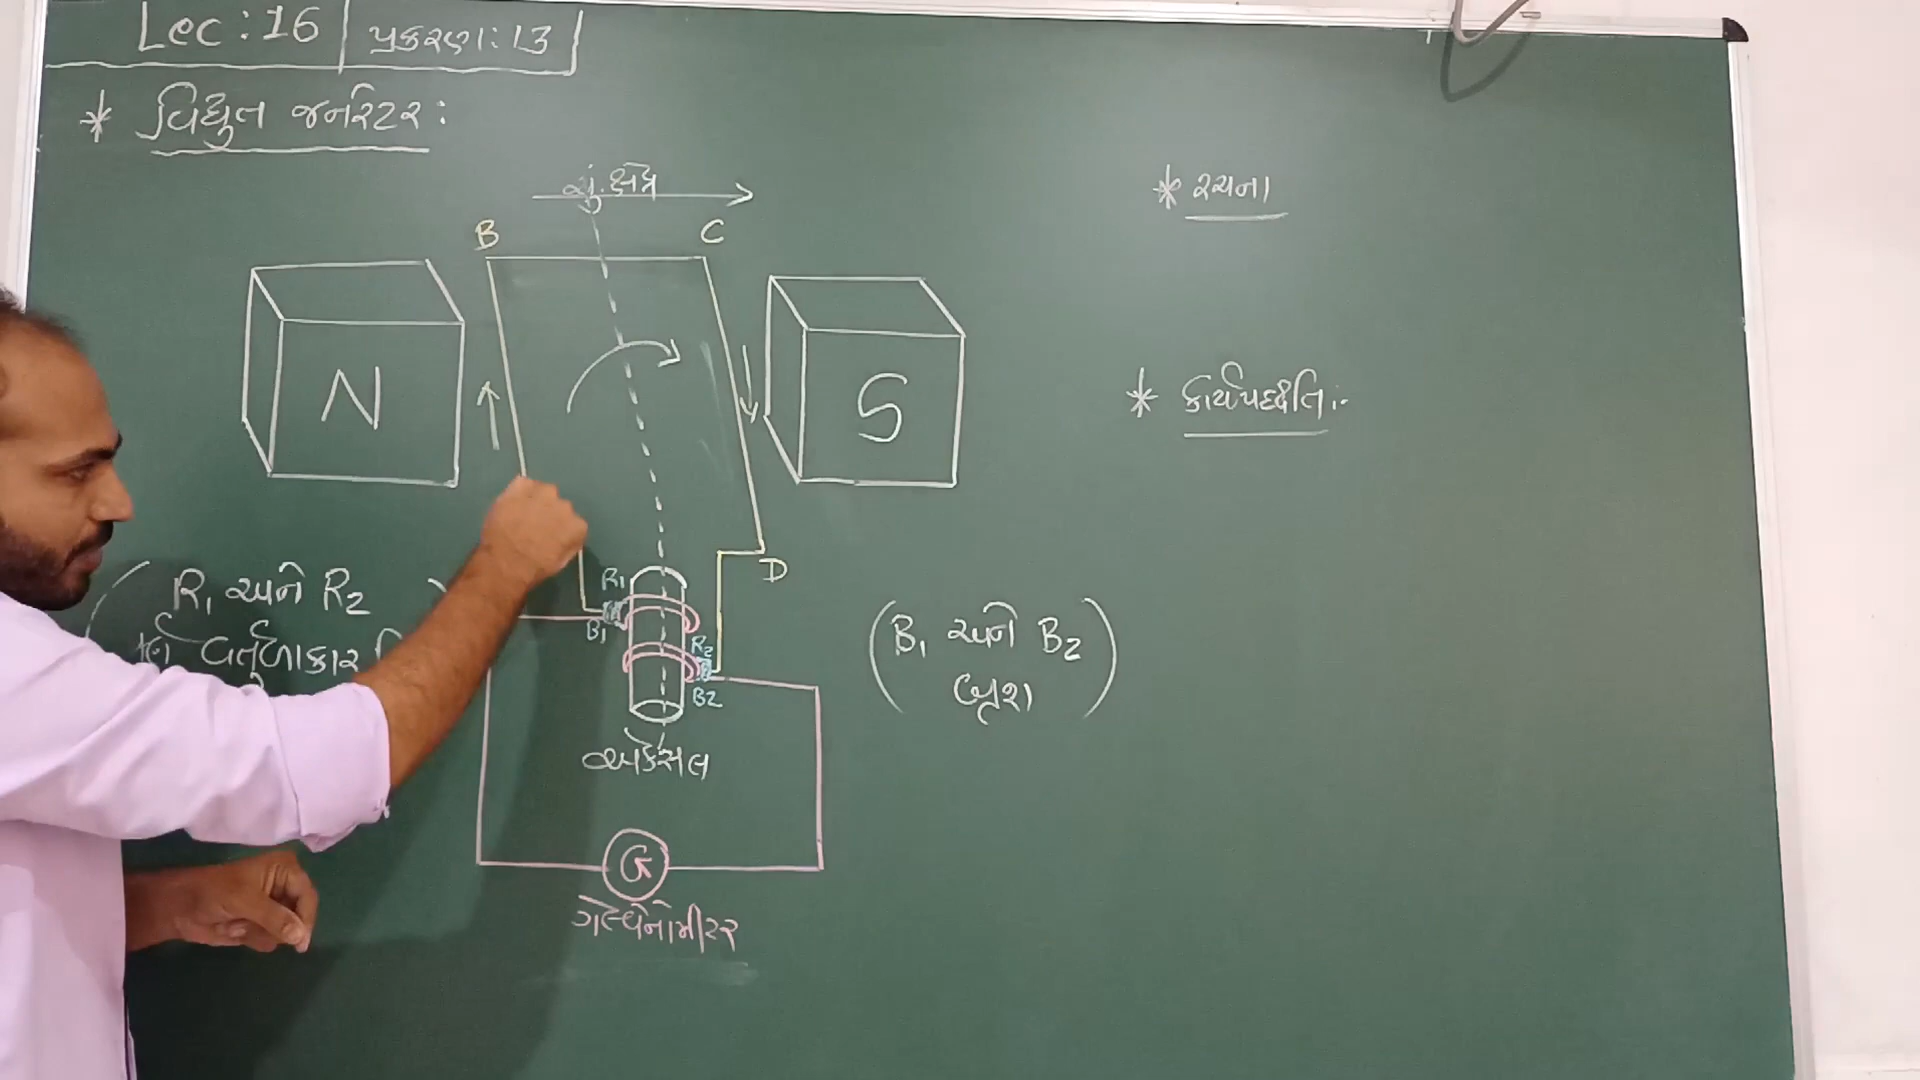 Lec : 16 પ્રકરણ : 13
* વિદ્યુત જનરેટર :
ચું. ક્ષેત્ર
* રચના
B C
N S
* કાર્યપદ્ધતિ :-
D
R₁ અને R₂
વર્તુળાકાર
R₁
B₁
R₂
B2
(B₁ અને B₂
બ્રશ)
એક્સલ
G
ગેલ્વેનોમીટર